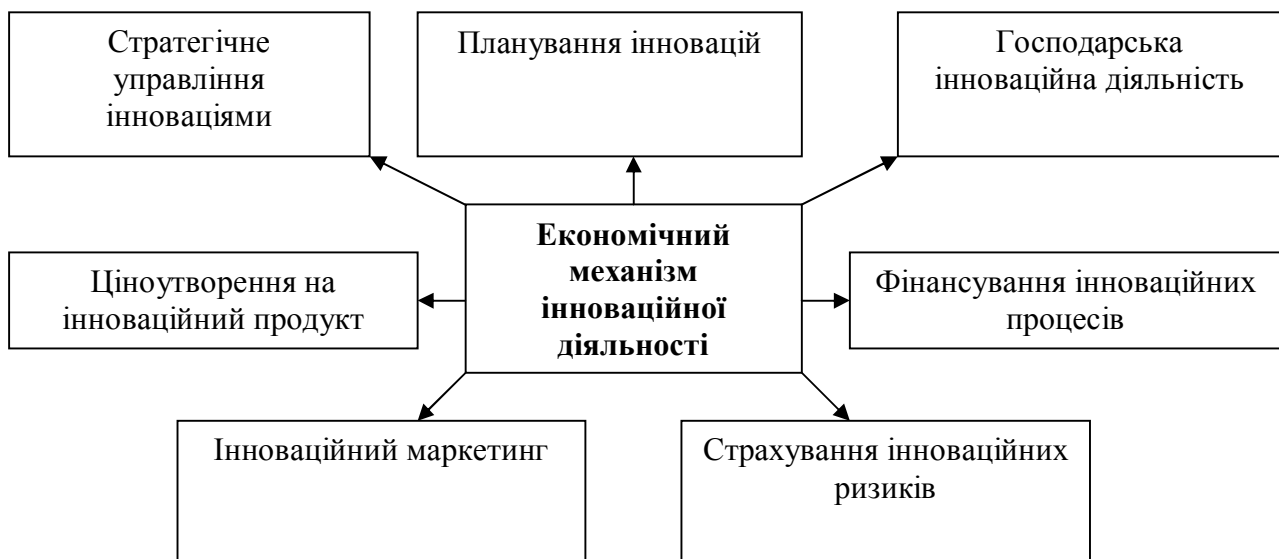 Стратегічне
управління
інноваціями
Планування інновацій
Господарська
інноваційна діяльність
Економічний
механізм
інноваційної
діяльності
Ціноутворення на
інноваційний продукт
Фінансування інноваційних
процесів
Інноваційний маркетинг
Страхування інноваційних
ризиків